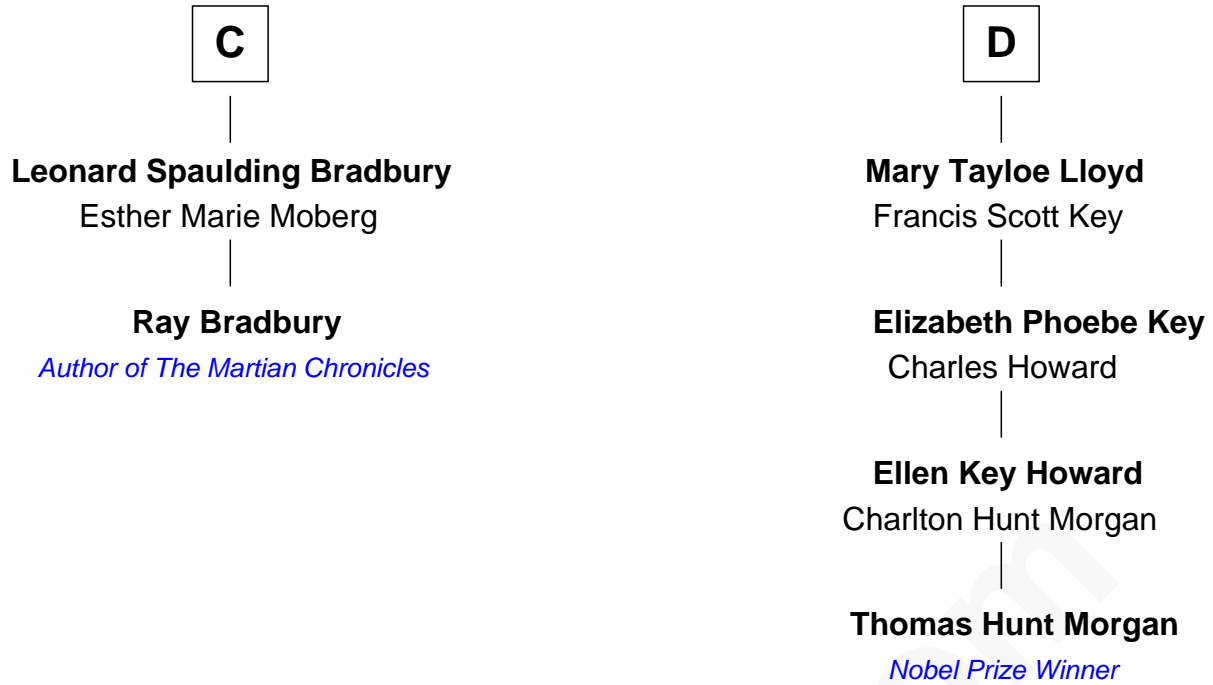 C
Leonard Spaulding Bradbury
Esther Marie Moberg
Ray Bradbury
Author of The Martian Chronicles
D
Mary Tayloe Lloyd
Francis Scott Key
Elizabeth Phoebe Key
Charles Howard
Ellen Key Howard
Charlton Hunt Morgan
Thomas Hunt Morgan
Nobel Prize Winner